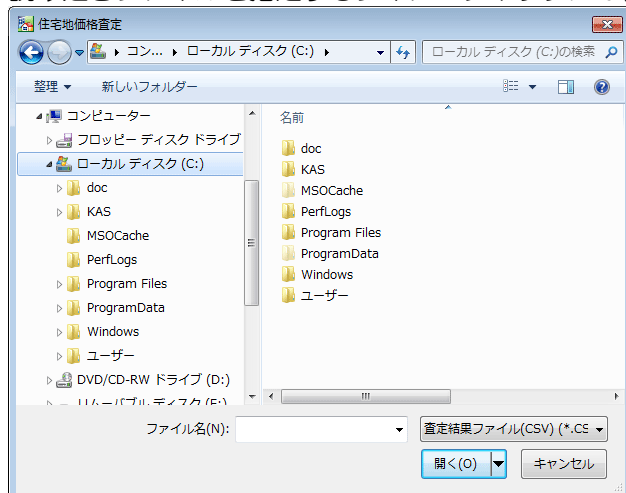 住宅地価格査定
コン... ローカル ディスク (C:) ローカル ディスク (C:)の検索
整理 新しいフォルダー
コンピューター
フロッピー ディスク ドライブ
ローカル ディスク (C:)
doc
KAS
MSOCache
PerfLogs
Program Files
ProgramData
Windows
ユーザー
DVD/CD-RW ドライブ (D:)
名前
doc
KAS
MSOCache
PerfLogs
Program Files
ProgramData
Windows
ユーザー
ファイル名(N):
査定結果ファイル(CSV) (*.CS
開く(O) キャンセル